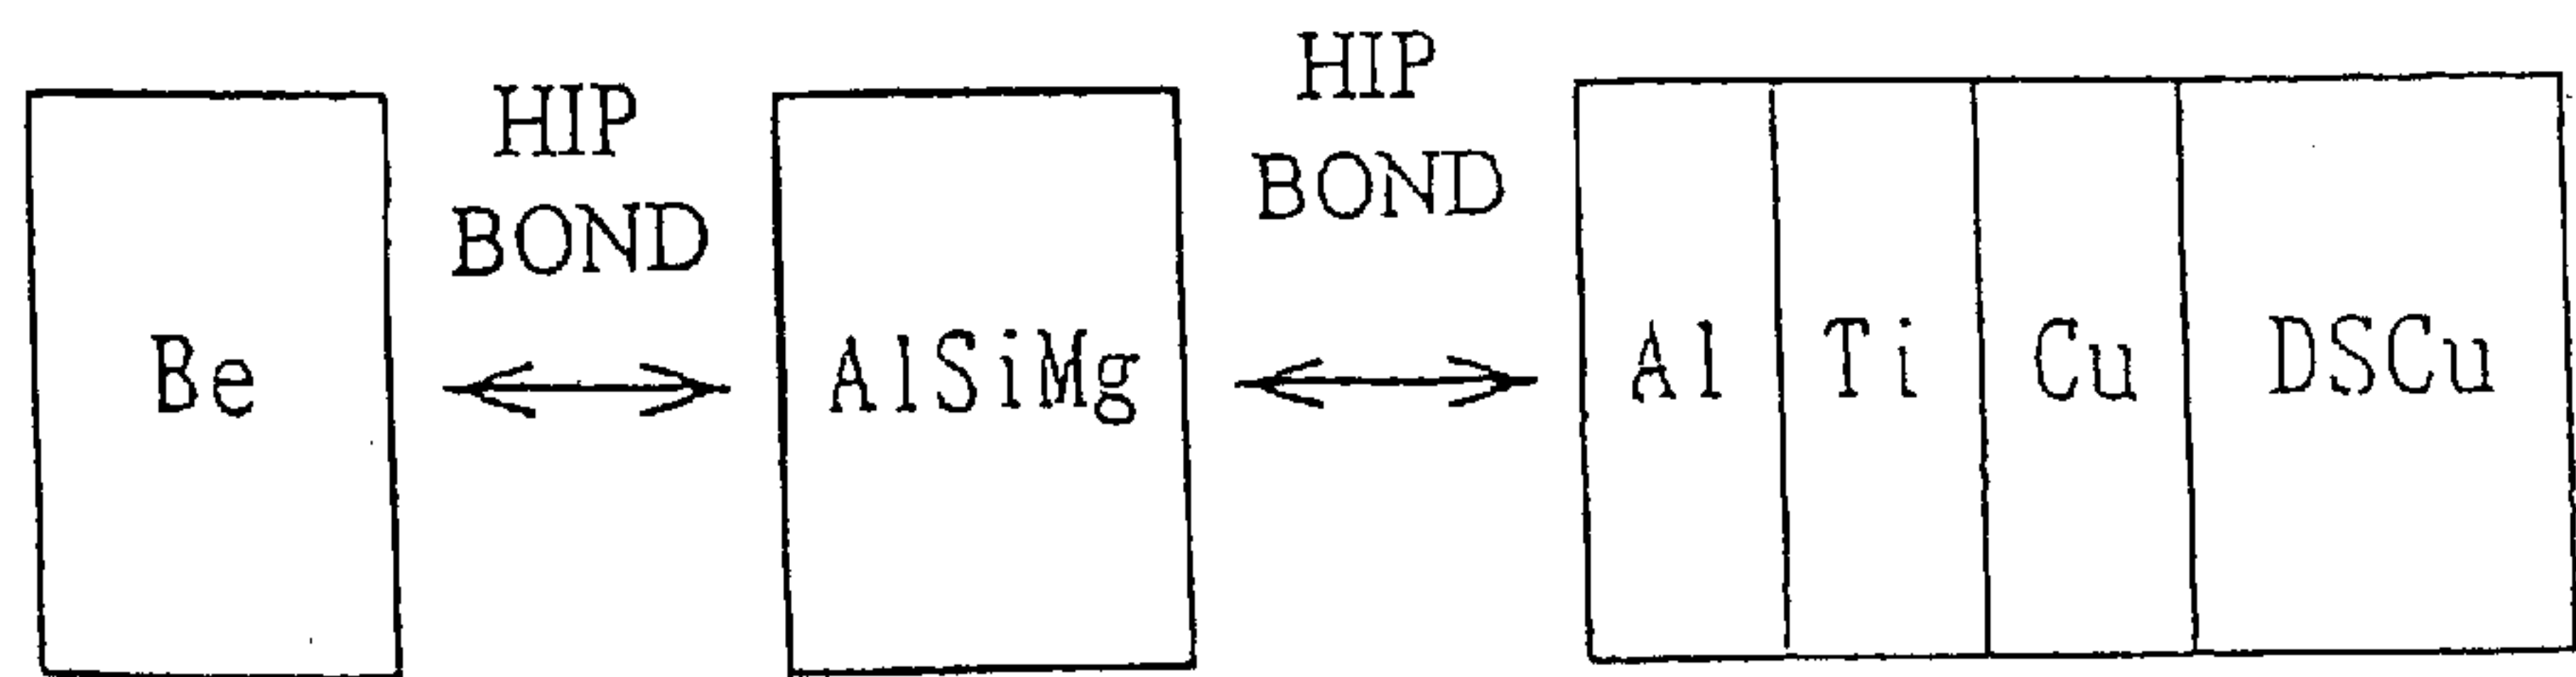 Be
HIP
BOND
AlSiMg
HIP
BOND
Al
Ti
Cu
DSCu